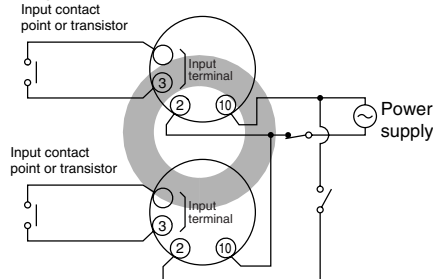 Input contact
point or transistor
Input
terminal
3
2
10
Power
supply
Input contact
point or transistor
Input
terminal
3
2
10